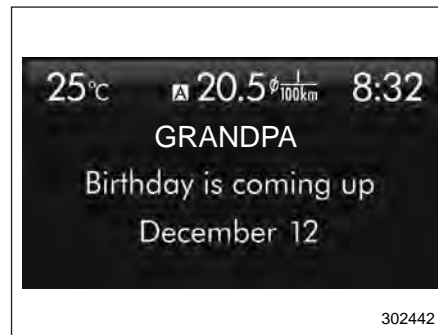 25°C A 20.5 ⌀ l/100km 8:32
GRANDPA
Birthday is coming up
December 12
302442